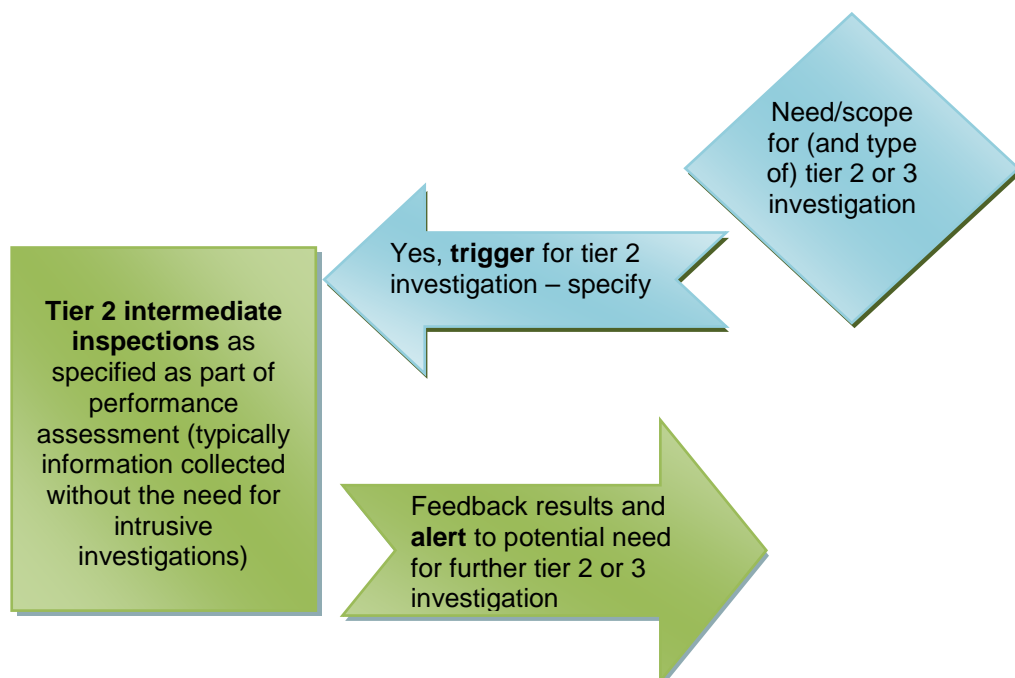 Need/scope
for (and type
of) tier 2 or 3
investigation
Yes, trigger for tier 2
investigation – specify
Tier 2 intermediate
inspections as
specified as part of
performance
assessment (typically
information collected
without the need for
intrusive
investigations)
Feedback results and
alert to potential need
for further tier 2 or 3
investigation